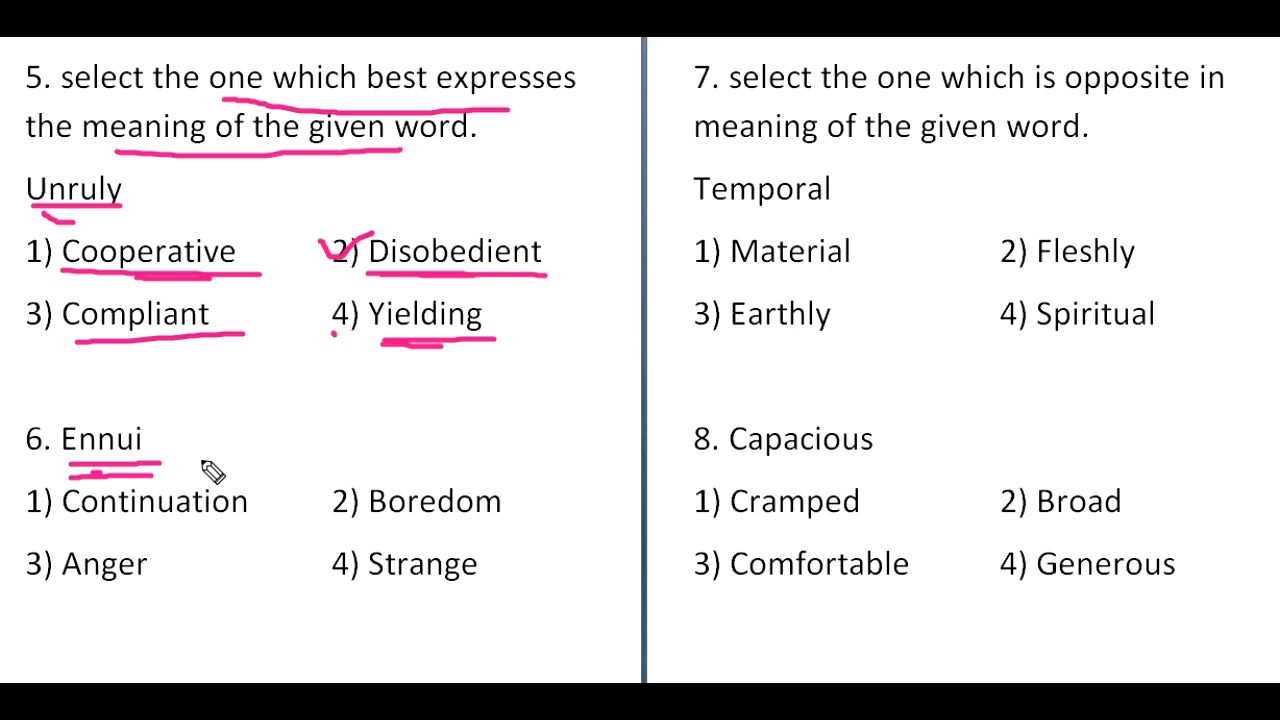 5. select the one which best expresses
the meaning of the given word.
Unruly
1) Cooperative 2) Disobedient
3) Compliant 4) Yielding
6. Ennui
1) Continuation 2) Boredom
3) Anger 4) Strange
7. select the one which is opposite in
meaning of the given word.
Temporal
1) Material 2) Fleshly
3) Earthly 4) Spiritual
8. Capacious
1) Cramped 2) Broad
3) Comfortable 4) Generous